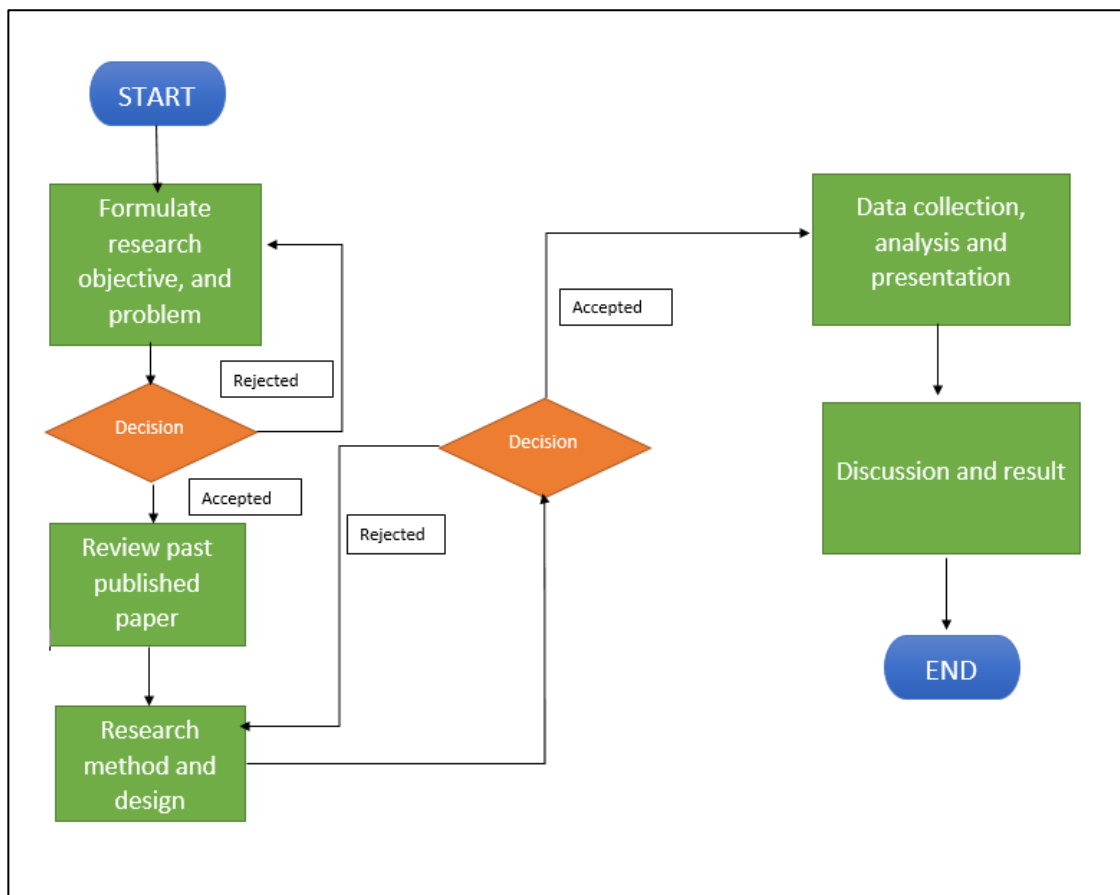 START
Formulate
research
objective, and
problem
Rejected
Decision
Accepted
Review past
published
paper
Research
method and
design
Decision
Rejected
Accepted
Data collection,
analysis and
presentation
Discussion and result
END